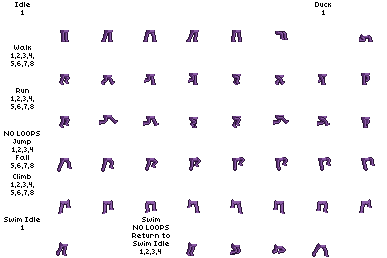 Idle
1
Duck
1
Walk
1,2,3,4,
5,6,7,8
Run
1,2,3,4,
5,6,7,8
NO LOOPS
Jump
1,2,3,4
Fall
5,6,7,8
Climb
1,2,3,4,
5,6,7,8
Swim Idle
1
Swim
NO LOOPS
Return to
Swim Idle
1,2,3,4